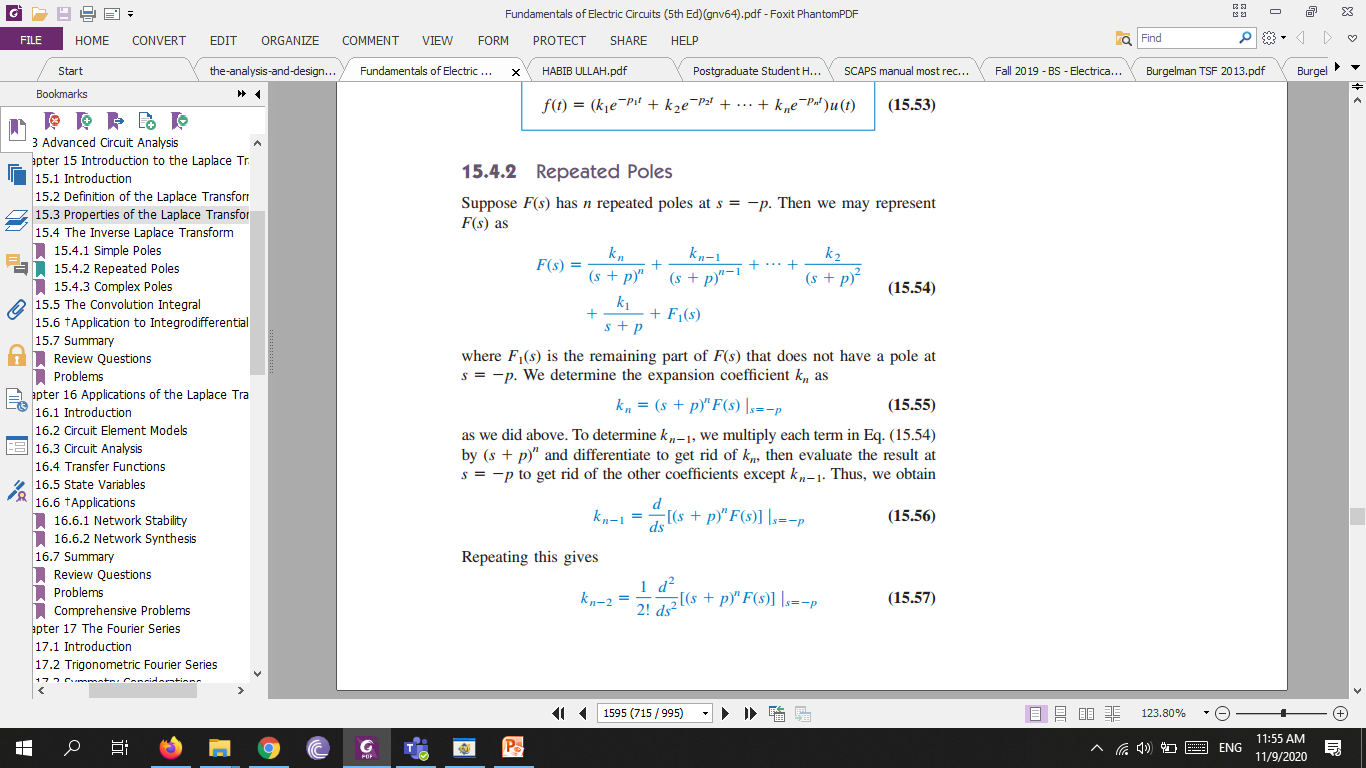 Fundamentals of Electric Circuits (5th Ed)(gnv64).pdf - Foxit PhantomPDF
FILE HOME CONVERT EDIT ORGANIZE COMMENT VIEW FORM PROTECT SHARE HELP Find
Start the-analysis-and-design... Fundamentals of Electric ... HABIB ULLAH.pdf Postgraduate Student H... SCAPS manual most rec... Fall 2019 - BS - Electrica... Burgelman TSF 2013.pdf Burgel
Bookmarks
3 Advanced Circuit Analysis
apter 15 Introduction to the Laplace Tr
15.1 Introduction
15.2 Definition of the Laplace Transfor
15.3 Properties of the Laplace Transfor
15.4 The Inverse Laplace Transform
15.4.1 Simple Poles
15.4.2 Repeated Poles
15.4.3 Complex Poles
15.5 The Convolution Integral
15.6 †Application to Integrodifferential
15.7 Summary
Review Questions
Problems
apter 16 Applications of the Laplace Tra
16.1 Introduction
16.2 Circuit Element Models
16.3 Circuit Analysis
16.4 Transfer Functions
16.5 State Variables
16.6 †Applications
16.6.1 Network Stability
16.6.2 Network Synthesis
16.7 Summary
Review Questions
Problems
Comprehensive Problems
apter 17 The Fourier Series
17.1 Introduction
17.2 Trigonometric Fourier Series
17.3 Symmetry Considerations
f(t) = (k₁e^{−p₁t} + k₂e^{−p₂t} + ⋯ + kₙe^{−pₙt})u(t) (15.53)
15.4.2 Repeated Poles
Suppose F(s) has n repeated poles at s = −p. Then we may represent
F(s) as
F(s) = kₙ/(s + p)ⁿ + kₙ₋₁/(s + p)ⁿ⁻¹ + ⋯ + k₂/(s + p)²
+ k₁/(s + p) + F₁(s) (15.54)
where F₁(s) is the remaining part of F(s) that does not have a pole at
s = −p. We determine the expansion coefficient kₙ as
kₙ = (s + p)ⁿF(s) |ₛ₌₋ₚ (15.55)
as we did above. To determine kₙ₋₁, we multiply each term in Eq. (15.54)
by (s + p)ⁿ and differentiate to get rid of kₙ, then evaluate the result at
s = −p to get rid of the other coefficients except kₙ₋₁. Thus, we obtain
kₙ₋₁ = d/ds[(s + p)ⁿF(s)] |ₛ₌₋ₚ (15.56)
Repeating this gives
kₙ₋₂ = 1/2! d²/ds²[(s + p)ⁿF(s)] |ₛ₌₋ₚ (15.57)
1595 (715 / 995) 123.80%
PDF ENG 11:55 AM
11/9/2020